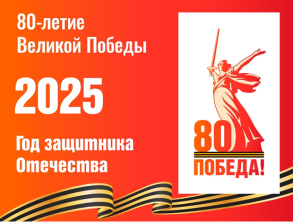 80-летие
Великой Победы
2025
Год защитника
Отечества
80
ПОБЕДА!